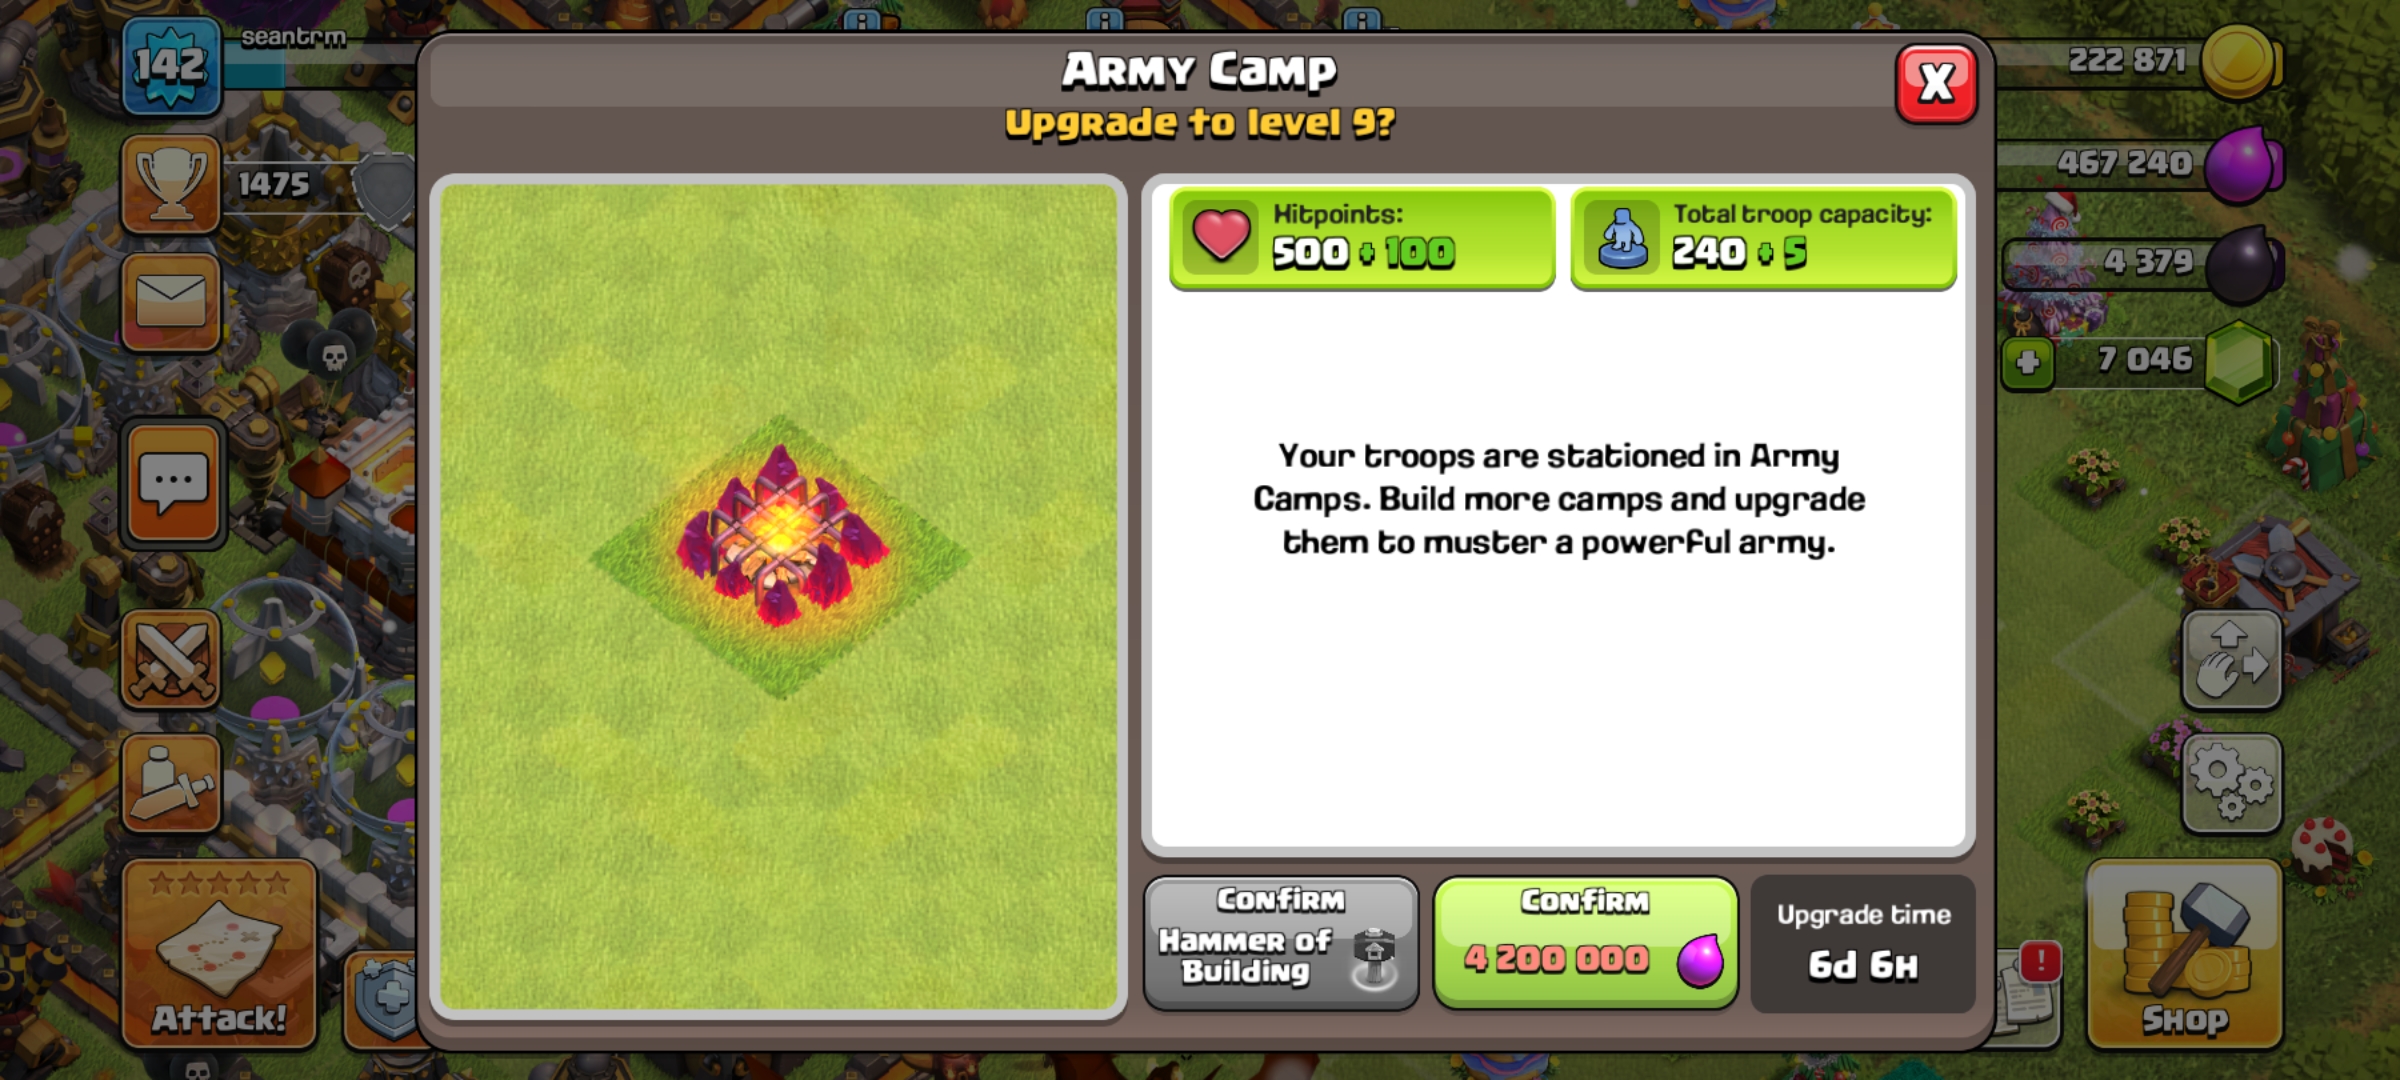 142
seantrm
1475
Attack!
Army Camp
Upgrade to level 9?
X
Hitpoints:
500 + 100
Total troop capacity:
240 + 5
Your troops are stationed in Army
Camps. Build more camps and upgrade
them to muster a powerful army.
Confirm
Hammer of
Building
Confirm
4 200 000
Upgrade time
6d 6h
222 871
467 240
4 379
7 046
!
Shop